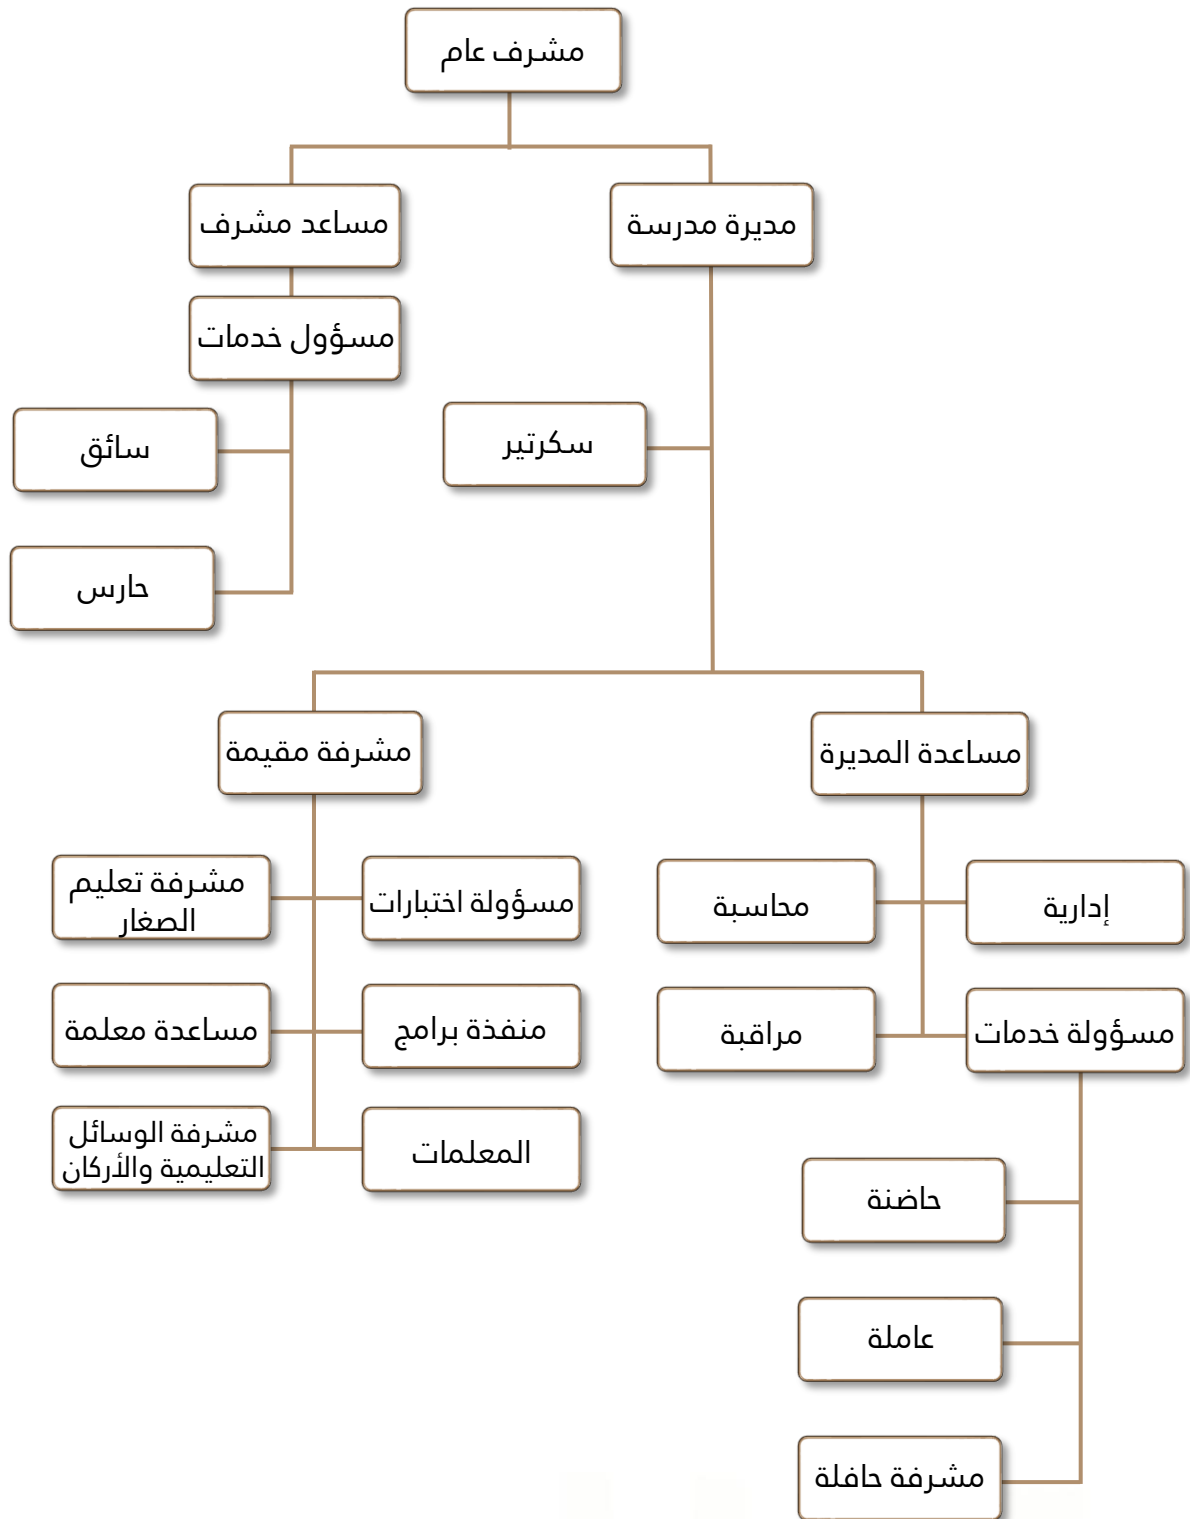 مشرف عام
مديرة مدرسة
مساعد مشرف
مسؤول خدمات
سكرتير
سائق
حارس
مساعدة المديرة
مشرفة مقيمة
إدارية
محاسبة
مسؤولة اختبارات
مشرفة تعليم
الصغار
مسؤولة خدمات
مراقبة
منفذة برامج
مساعدة معلمة
المعلمات
مشرفة الوسائل
التعليمية والأركان
حاضنة
عاملة
مشرفة حافلة